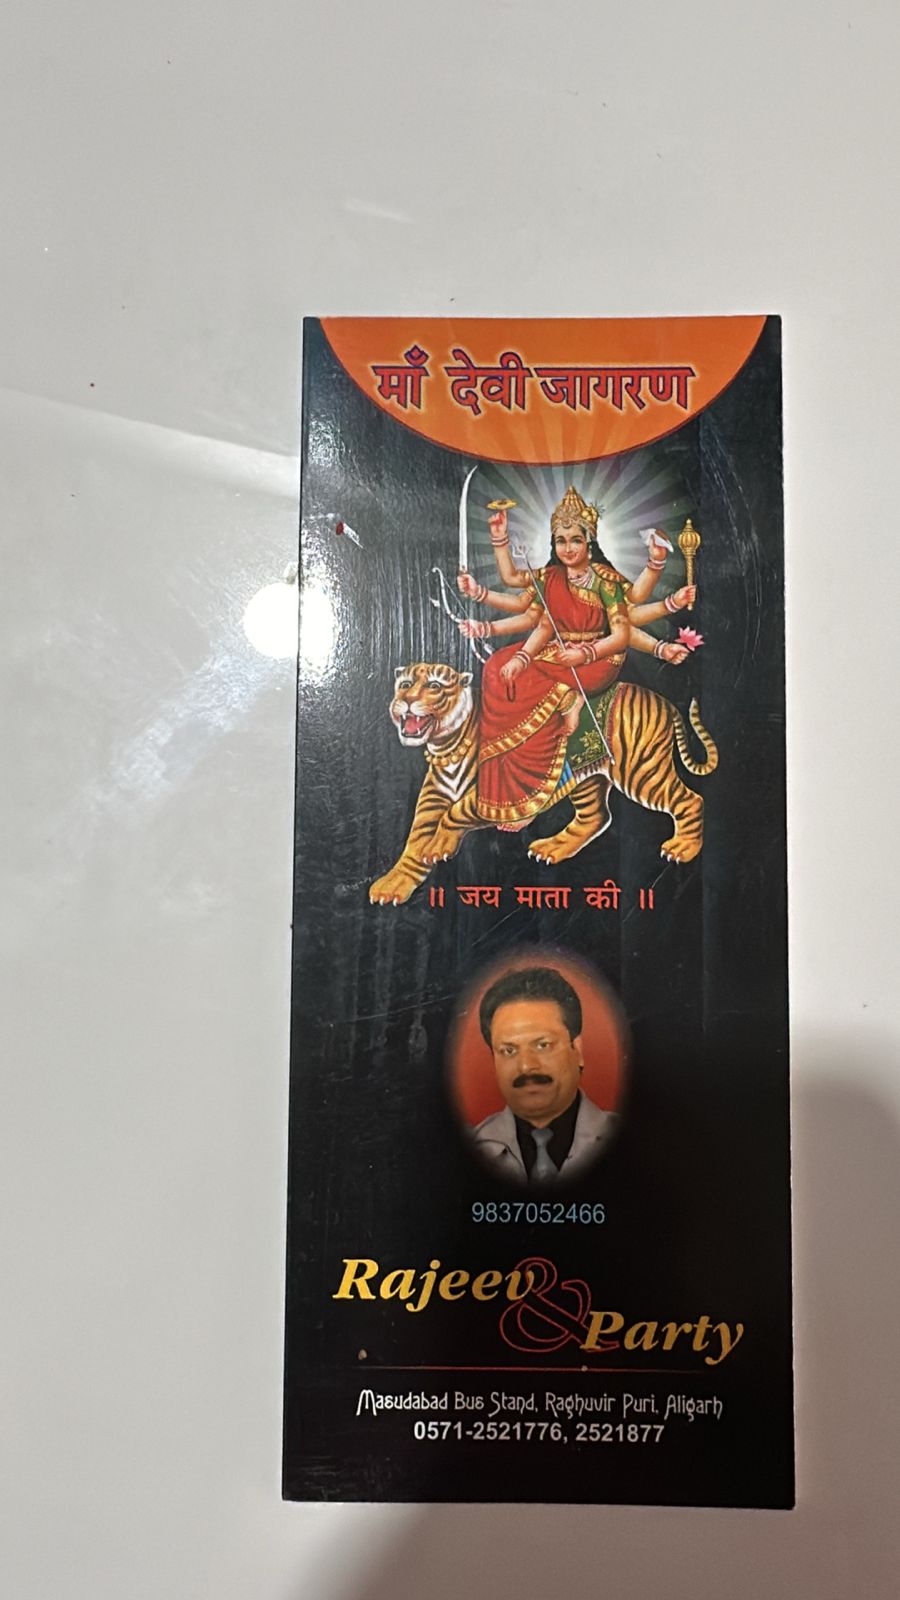 माँ देवी जागरण
॥ जय माता की ॥
9837052466
Rajeev & Party
Masudabad Bus Stand, Raghuvir Puri, Aligarh
0571-2521776, 2521877